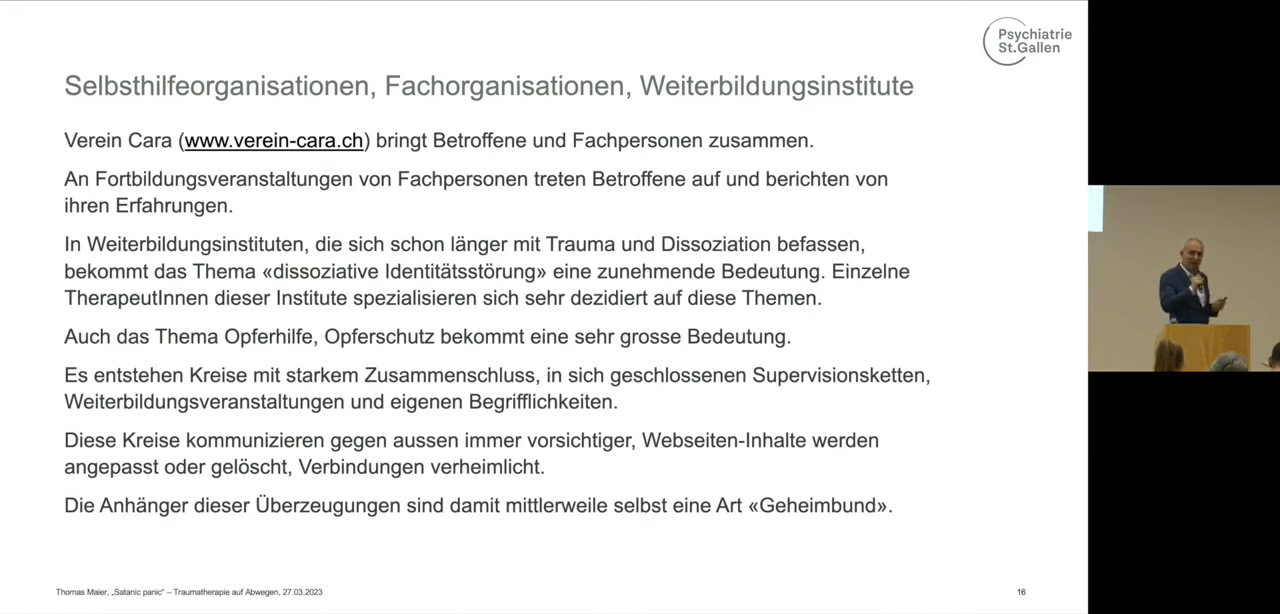 Psychiatrie
St.Gallen
Selbsthilfeorganisationen, Fachorganisationen, Weiterbildungsinstitute
Verein Cara (www.verein-cara.ch) bringt Betroffene und Fachpersonen zusammen.
An Fortbildungsveranstaltungen von Fachpersonen treten Betroffene auf und berichten von
ihren Erfahrungen.
In Weiterbildungsinstituten, die sich schon länger mit Trauma und Dissoziation befassen,
bekommt das Thema «dissoziative Identitätsstörung» eine zunehmende Bedeutung. Einzelne
TherapeutInnen dieser Institute spezialisieren sich sehr dezidiert auf diese Themen.
Auch das Thema Opferhilfe, Opferschutz bekommt eine sehr grosse Bedeutung.
Es entstehen Kreise mit starkem Zusammenschluss, in sich geschlossenen Supervisionsketten,
Weiterbildungsveranstaltungen und eigenen Begrifflichkeiten.
Diese Kreise kommunizieren gegen aussen immer vorsichtiger, Webseiten-Inhalte werden
angepasst oder gelöscht, Verbindungen verheimlicht.
Die Anhänger dieser Überzeugungen sind damit mittlerweile selbst eine Art «Geheimbund».
Thomas Maier, „Satanic panic“ – Traumatherapie auf Abwegen, 27.03.2023
16